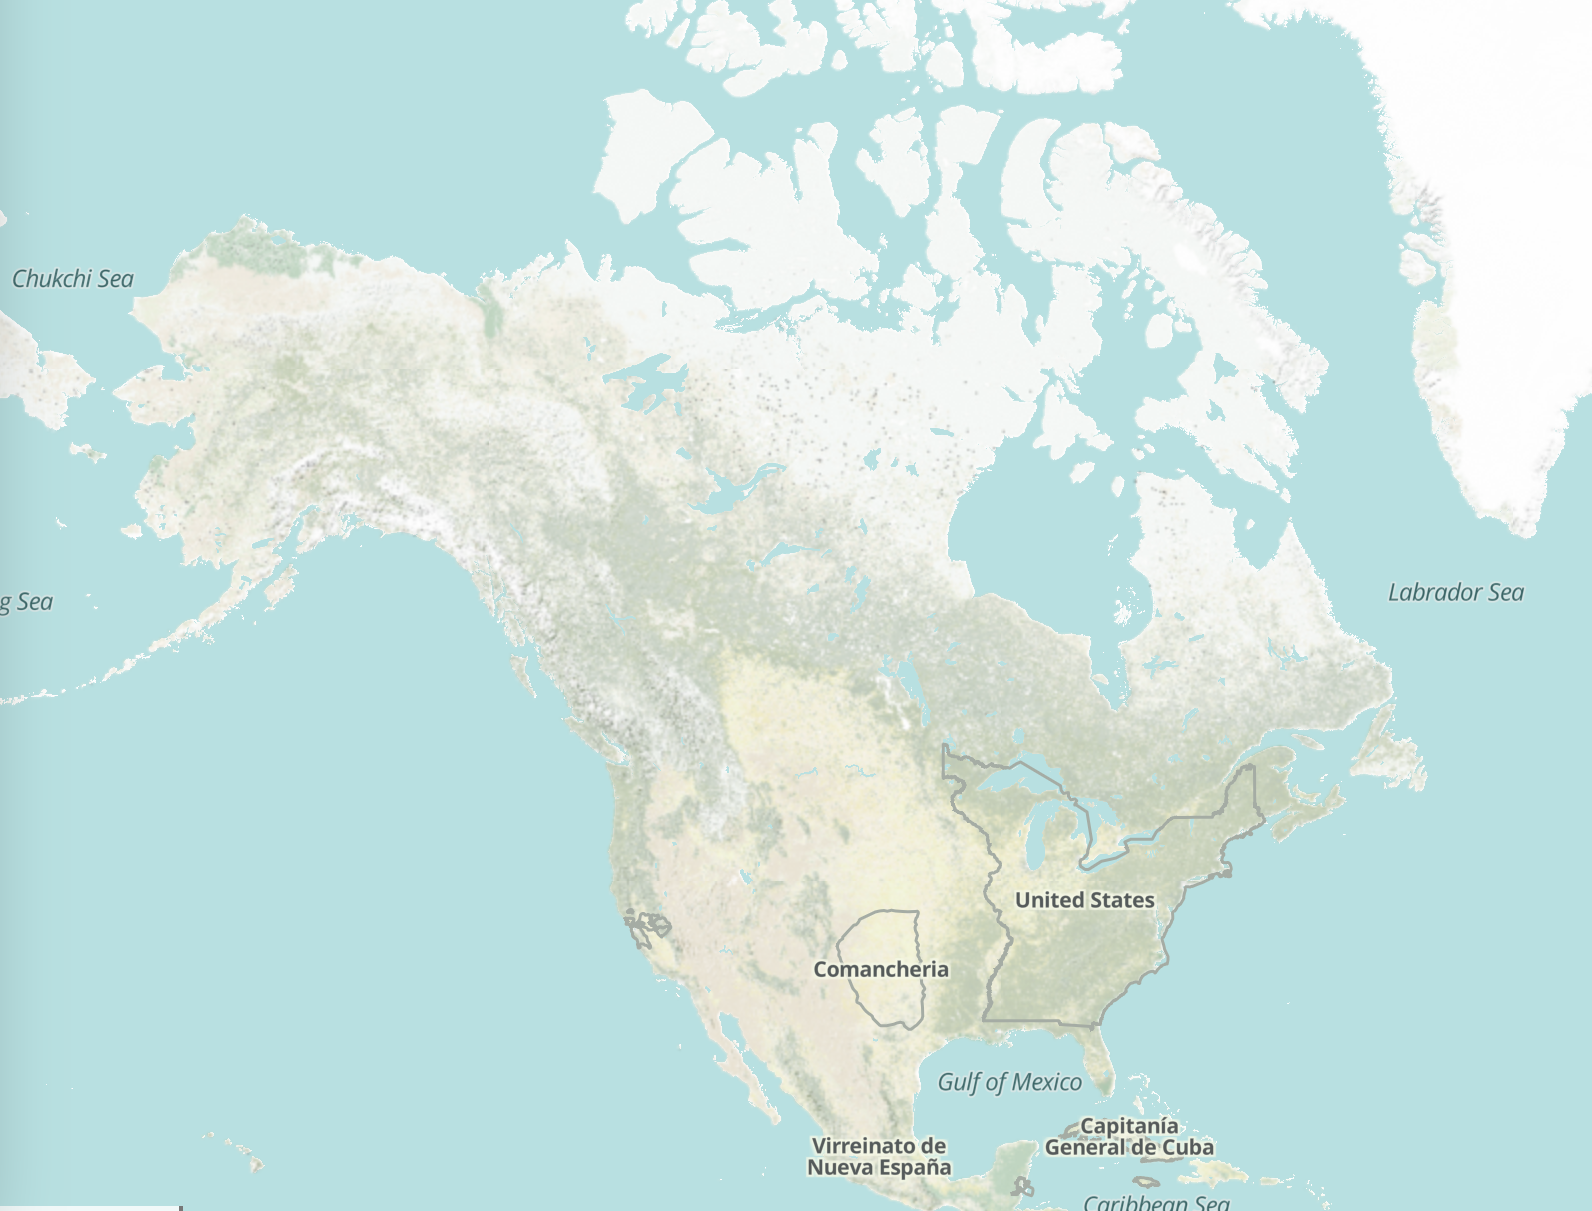 Chukchi Sea
g Sea
Labrador Sea
United States
Comancheria
Gulf of Mexico
Capitanía
General de Cuba
Virreinato de
Nueva España
Caribbean Sea